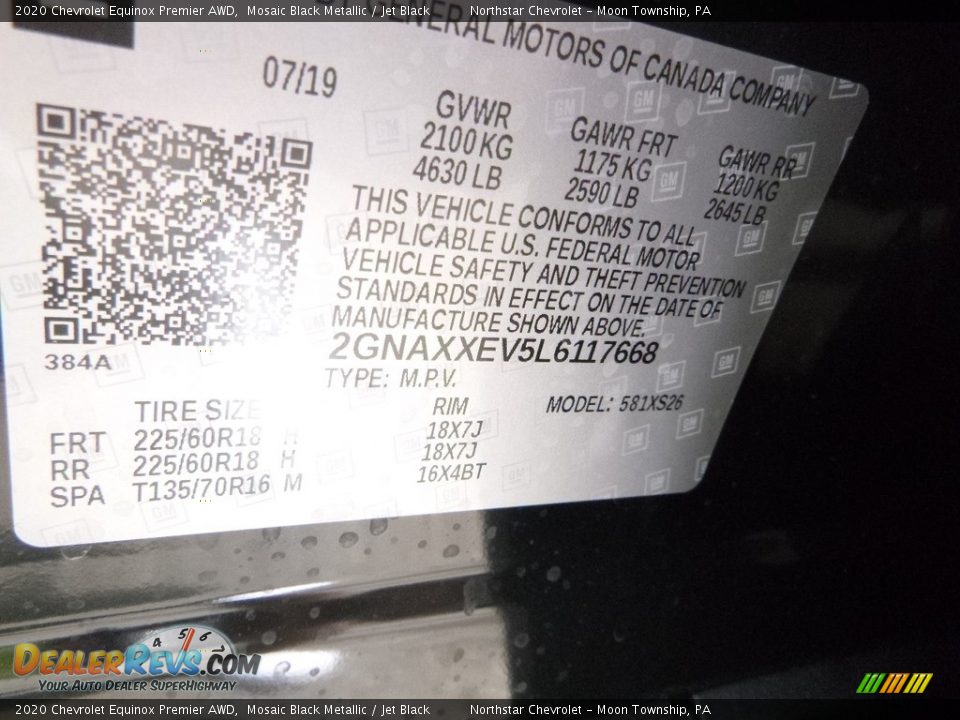 2020 Chevrolet Equinox Premier AWD, Mosaic Black Metallic / Jet Black Northstar Chevrolet – Moon Township, PA
GENERAL MOTORS OF CANADA COMPANY
07/19
GVWR GAWR FRT GAWR RR
2100 KG 1175 KG 1200 KG
4630 LB 2590 LB 2645 LB
THIS VEHICLE CONFORMS TO ALL
APPLICABLE U.S. FEDERAL MOTOR
VEHICLE SAFETY AND THEFT PREVENTION
STANDARDS IN EFFECT ON THE DATE OF
MANUFACTURE SHOWN ABOVE.
2GNAXXEV5L6117668
384A
TYPE: M.P.V.
TIRE SIZE RIM MODEL: 581XS26
FRT 225/60R18 H 18X7J
RR 225/60R18 H 18X7J
SPA T135/70R16 M 16X4BT
4 5 6
DEALERREVS.COM
YOUR AUTO DEALER SUPERHIGHWAY
2020 Chevrolet Equinox Premier AWD, Mosaic Black Metallic / Jet Black Northstar Chevrolet – Moon Township, PA